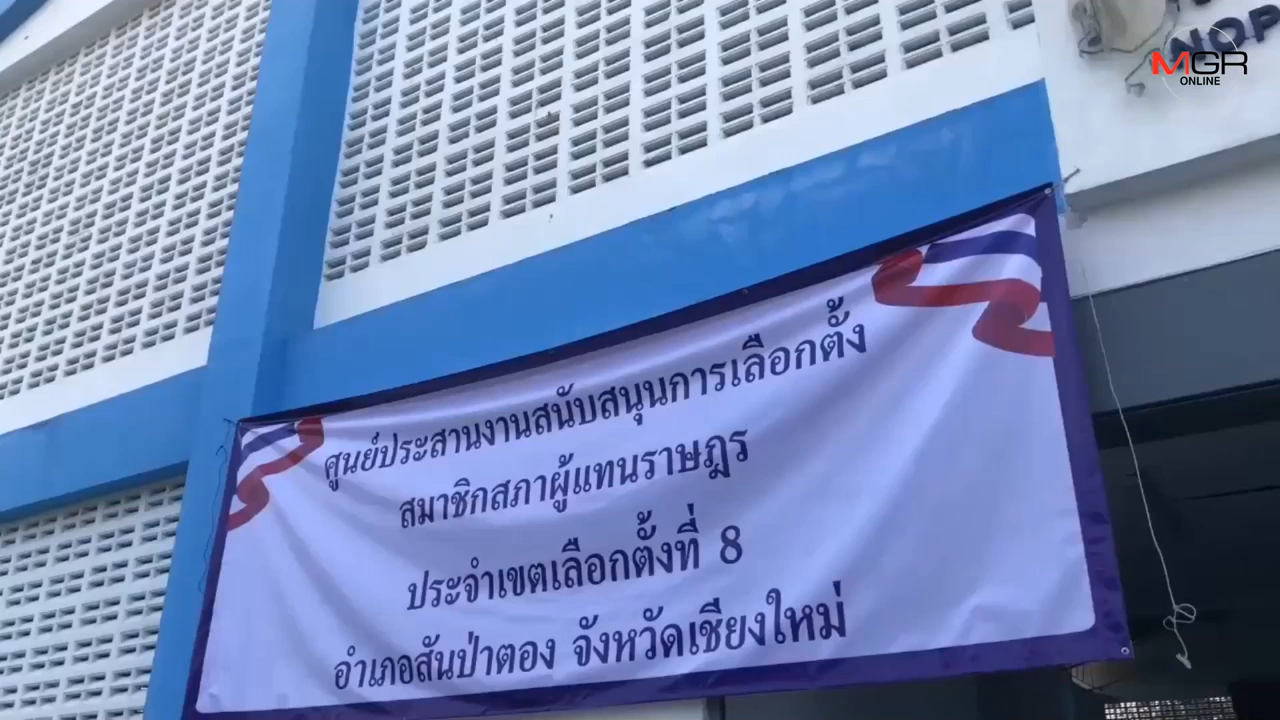 NOP
MGR
ONLINE
ศูนย์ประสานงานสนับสนุนการเลือกตั้ง
สมาชิกสภาผู้แทนราษฎร
ประจำเขตเลือกตั้งที่ 8
อำเภอสันป่าตอง จังหวัดเชียงใหม่